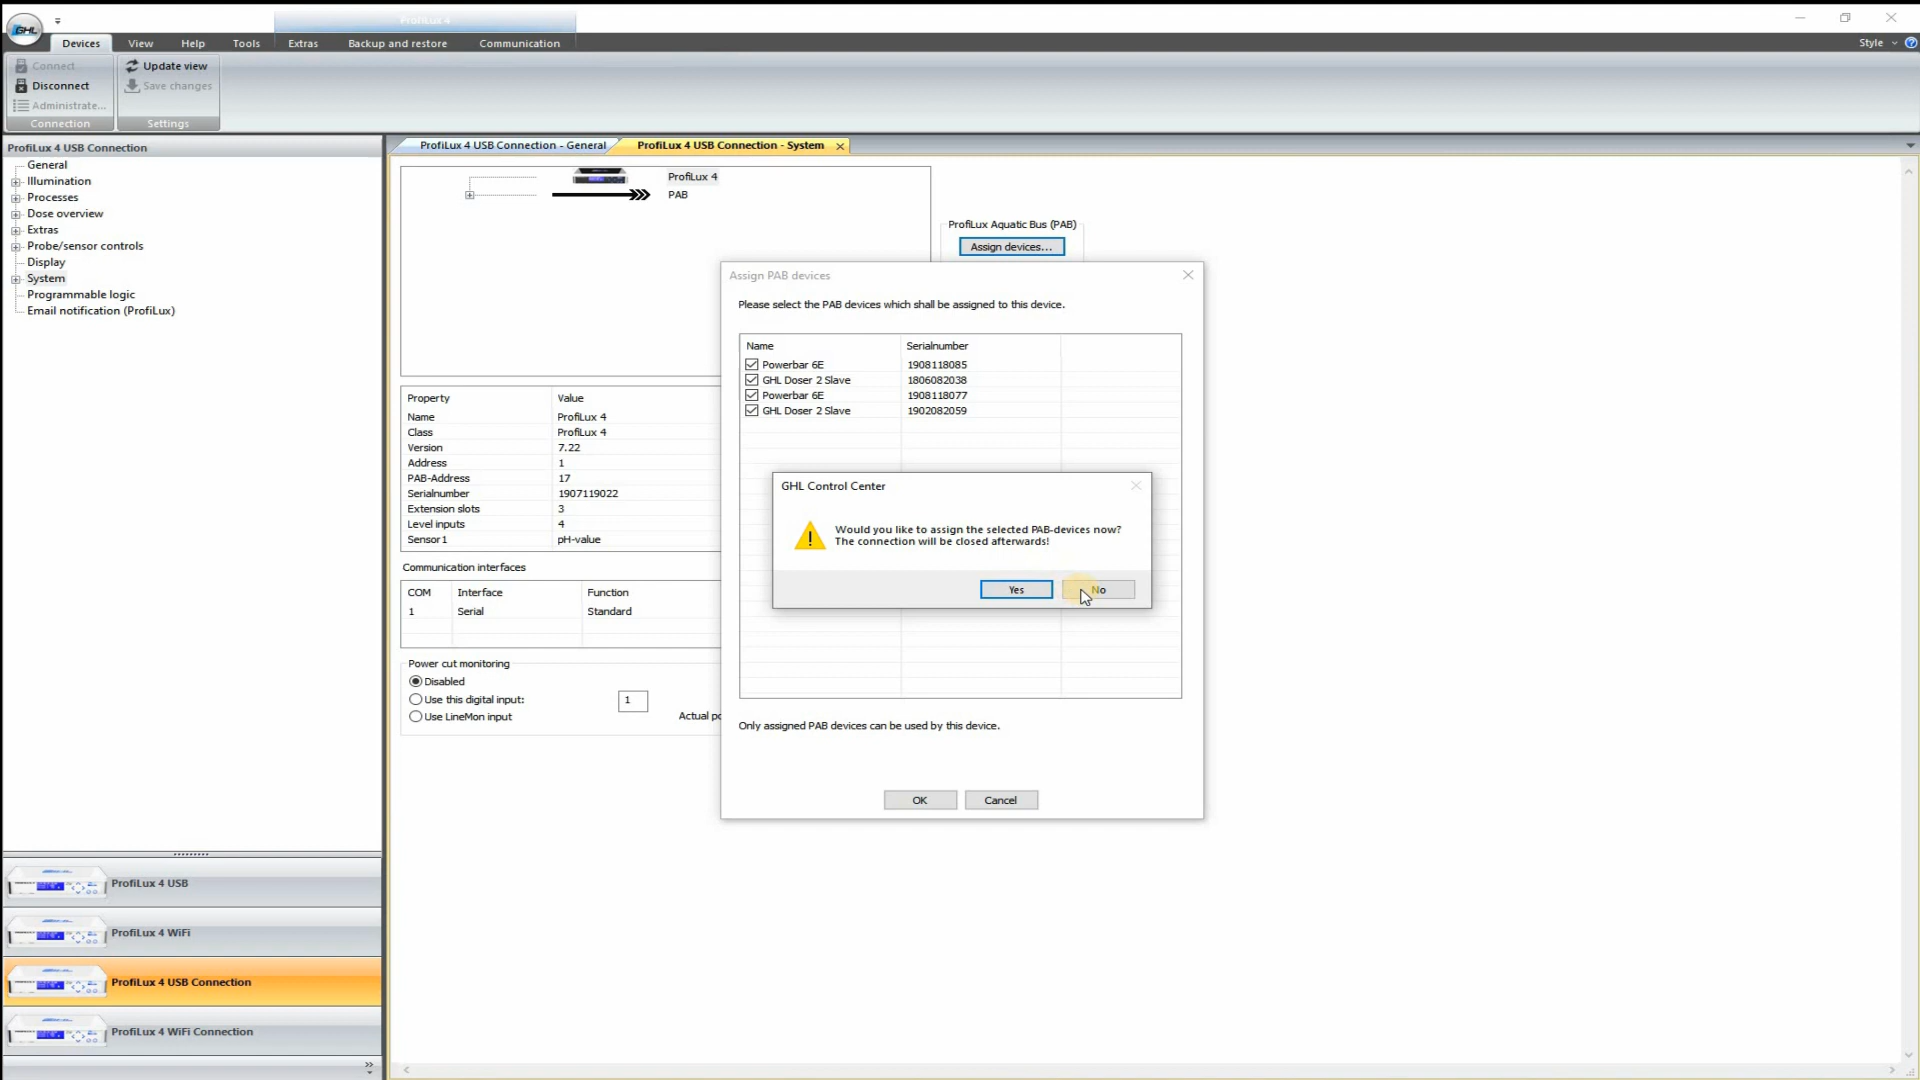 ProfiLux 4
GHL
Devices View Help Tools Extras Backup and restore Communication Style
Connect
Disconnect
Administrate...
Connection
Update view
Save changes
Settings
ProfiLux 4 USB Connection
General
Illumination
Processes
Dose overview
Extras
Probe/sensor controls
Display
System
Programmable logic
Email notification (ProfiLux)
ProfiLux 4 USB Connection - General
ProfiLux 4 USB Connection - System
ProfiLux 4
PAB
ProfiLux Aquatic Bus (PAB)
Assign devices...
Property Value
Name ProfiLux 4
Class ProfiLux 4
Version 7.22
Address 1
PAB-Address 17
Serialnumber 1907119022
Extension slots 3
Level inputs 4
Sensor1 pH-value
Communication interfaces
COM Interface Function
1 Serial Standard
Power cut monitoring
Disabled
Use this digital input: 1
Use LineMon input
Actual po
Assign PAB devices
Please select the PAB devices which shall be assigned to this device.
Name Serialnumber
Powerbar 6E 1908118085
GHL Doser 2 Slave 1806082038
Powerbar 6E 1908118077
GHL Doser 2 Slave 1902082059
GHL Control Center
Would you like to assign the selected PAB-devices now?
The connection will be closed afterwards!
Yes No
Only assigned PAB devices can be used by this device.
OK Cancel
ProfiLux 4 USB
ProfiLux 4 WiFi
ProfiLux 4 USB Connection
ProfiLux 4 WiFi Connection